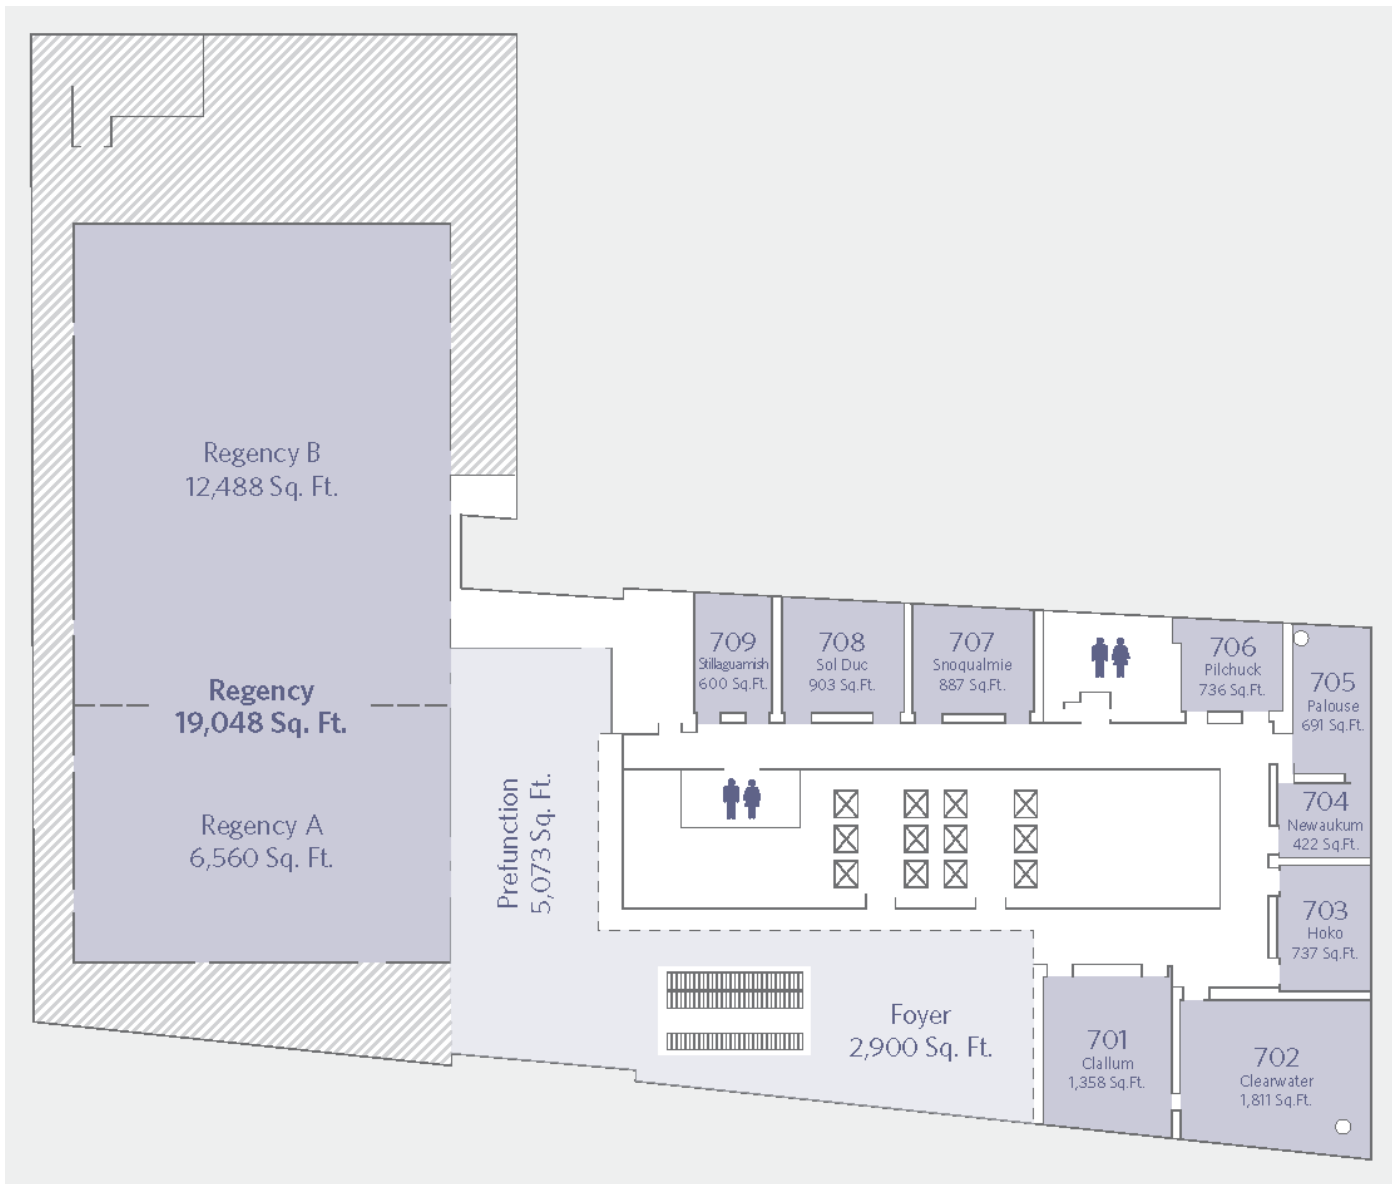 Regency B
12,488 Sq. Ft.
Regency
19,048 Sq. Ft.
Regency A
6,560 Sq. Ft.
Prefunction
5,073 Sq. Ft.
Foyer
2,900 Sq. Ft.
709
Stillaguamish
600 Sq.Ft.
708
Sol Duc
903 Sq.Ft.
707
Snoqualmie
887 Sq.Ft.
706
Pilchuck
736 Sq.Ft.
705
Palouse
691 Sq.Ft.
704
Newaukum
422 Sq.Ft.
703
Hoko
737 Sq.Ft.
701
Clallum
1,358 Sq.Ft.
702
Clearwater
1,811 Sq.Ft.